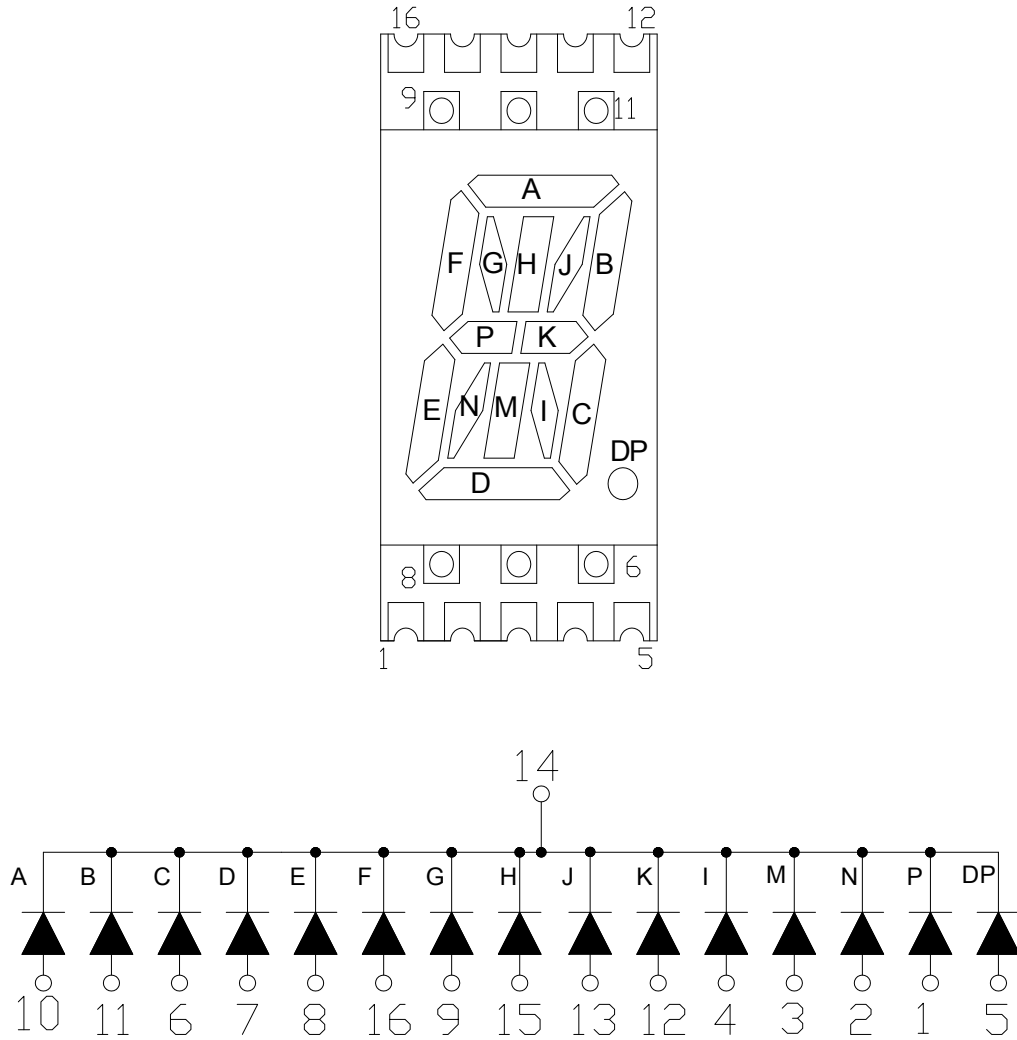 16 12
9 11
A
F G H J B
P K
E N M I C
DP
D
8 6
1 5
14
A B C D E F G H J K I M N P DP
10 11 6 7 8 16 9 15 13 12 4 3 2 1 5